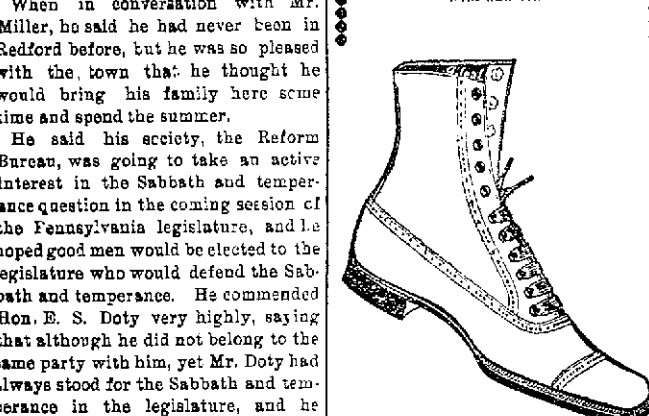 When in conversation with Mr.
Miller, he said he had never been in
Redford before, but he was so pleased
with the, town that he thought he
would bring his family here some
time and spend the summer.
He said his society, the Reform
Bureau, was going to take an active
interest in the Sabbath and temper-
ance question in the coming session of
the Pennsylvania legislature, and he
hoped good men would be elected to the
legislature who would defend the Sab-
bath and temperance. He commended
Hon. E. S. Doty very highly, saying
that although he did not belong to the
same party with him, yet Mr. Doty had
always stood for the Sabbath and tem-
perance in the legislature, and he